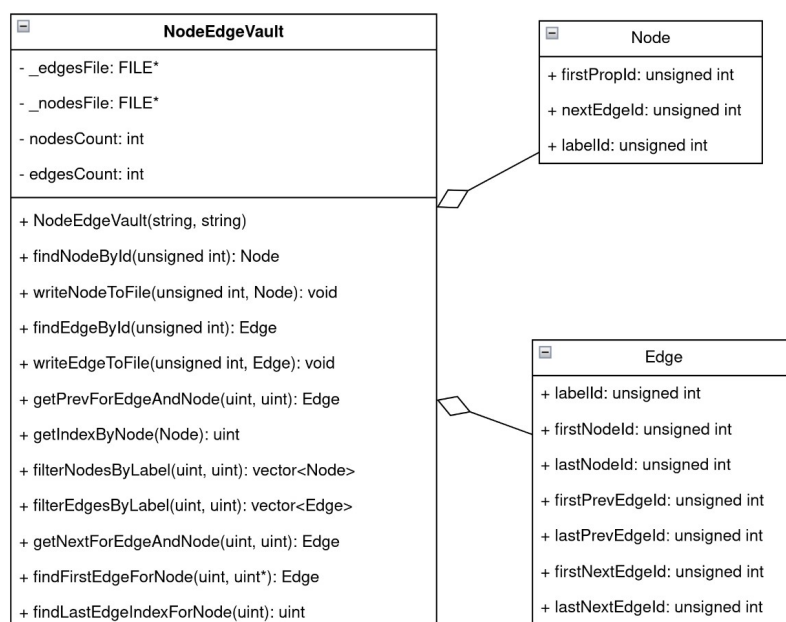 NodeEdgeVault
- _edgesFile: FILE*
- _nodesFile: FILE*
- nodesCount: int
- edgesCount: int
+ NodeEdgeVault(string, string)
+ findNodeById(unsigned int): Node
+ writeNodeToFile(unsigned int, Node): void
+ findEdgeById(unsigned int): Edge
+ writeEdgeToFile(unsigned int, Edge): void
+ getPrevForEdgeAndNode(uint, uint): Edge
+ getIndexByNode(Node): uint
+ filterNodesByLabel(uint, uint): vector<Node>
+ filterEdgesByLabel(uint, uint): vector<Edge>
+ getNextForEdgeAndNode(uint, uint): Edge
+ findFirstEdgeForNode(uint, uint*): Edge
+ findLastEdgeIndexForNode(uint): uint
Node
+ firstPropId: unsigned int
+ nextEdgeId: unsigned int
+ labelId: unsigned int
Edge
+ labelId: unsigned int
+ firstNodeId: unsigned int
+ lastNodeId: unsigned int
+ firstPrevEdgeId: unsigned int
+ lastPrevEdgeId: unsigned int
+ firstNextEdgeId: unsigned int
+ lastNextEdgeId: unsigned int